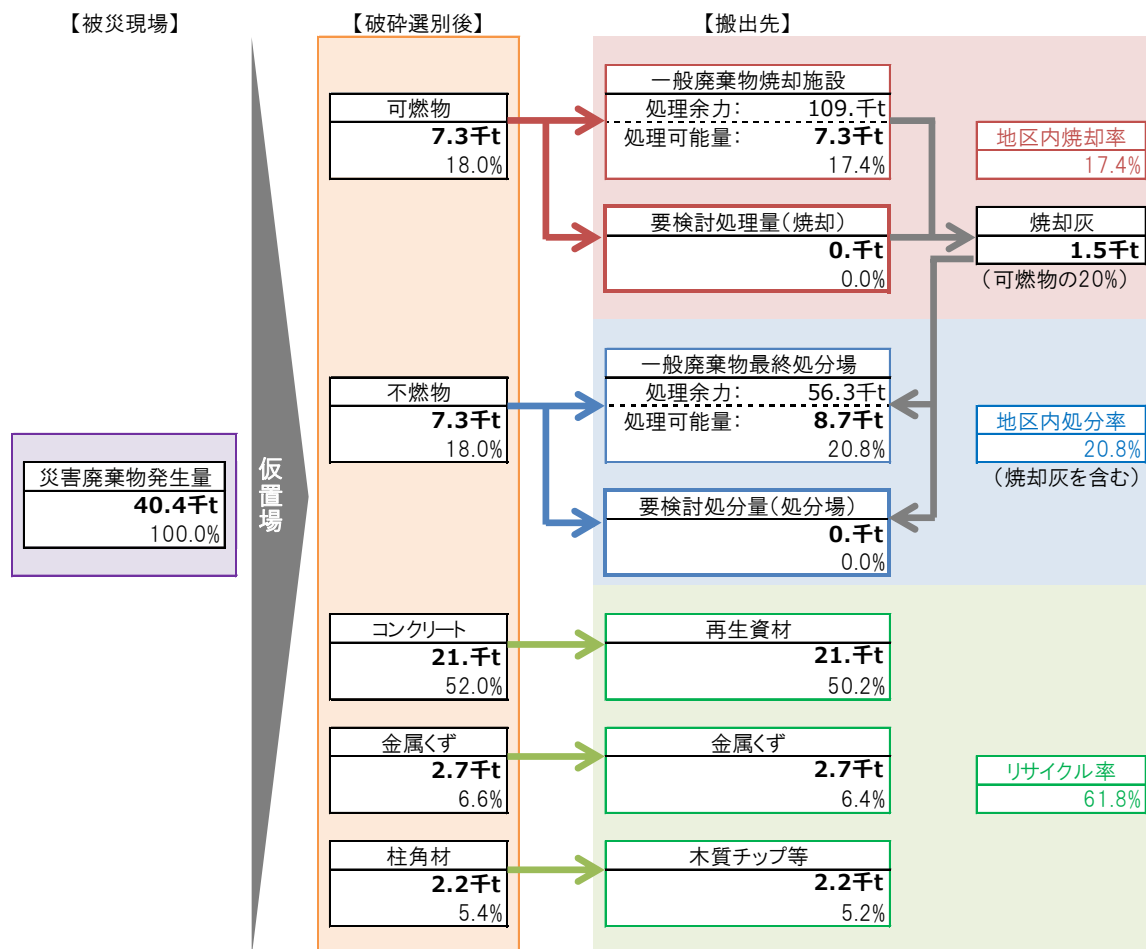 【被災現場】
【破砕選別後】
【搬出先】
災害廃棄物発生量
40.4千t
100.0%
仮置場
可燃物
7.3千t
18.0%
不燃物
7.3千t
18.0%
コンクリート
21.千t
52.0%
金属くず
2.7千t
6.6%
柱角材
2.2千t
5.4%
一般廃棄物焼却施設
処理余力： 109.千t
処理可能量： 7.3千t
17.4%
要検討処理量(焼却)
0.千t
0.0%
一般廃棄物最終処分場
処理余力： 56.3千t
処理可能量： 8.7千t
20.8%
要検討処分量(処分場)
0.千t
0.0%
再生資材
21.千t
50.2%
金属くず
2.7千t
6.4%
木質チップ等
2.2千t
5.2%
地区内焼却率
17.4%
焼却灰
1.5千t
(可燃物の20%)
地区内処分率
20.8%
(焼却灰を含む)
リサイクル率
61.8%